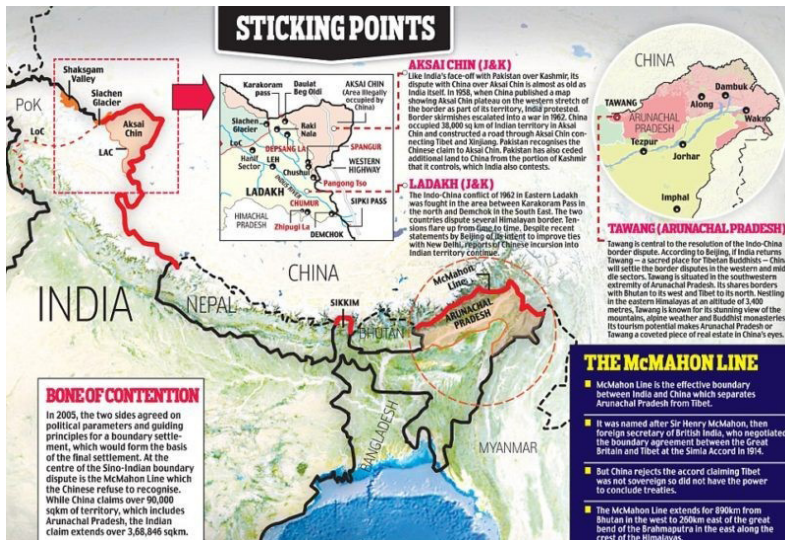 STICKING POINTS
Shaksgam
Valley
Siachen
Glacier
PoK
LoC
Aksai
Chin
LAC
Karakoram
pass
Daulat
Beg Oldi
AKSAI CHIN
(Area illegally
occupied by
China)
Siachen
Glacier
Raki
Nala
LoC
DEPSANG LA
SPANGUR
Hanif
Sector
LEH
Chushul
WESTERN
HIGHWAY
INDUS RIVER
Pangong Tso
LADAKH
CHUMUR
SIPKI PASS
HIMACHAL
PRADESH
Zhipugi La
DEMCHOK
AKSAI CHIN (J&K)
Like India's face-off with Pakistan over Kashmir, its
dispute with China over Aksai Chin is almost as old as
India itself. In 1958, when China published a map
showing Aksai Chin plateau on the western stretch of
the border as part of its territory, India protested.
Border skirmishes escalated into a war in 1962. China
occupied 38,000 sq km of Indian territory in Aksai
Chin and constructed a road through Aksai Chin con-
necting Tibet and Xinjiang. Pakistan recognises the
Chinese claim to Aksai Chin. Pakistan has also ceded
additional land to China from the portion of Kashmir
that it controls, which India also contests.
LADAKH (J&K)
The Indo-China conflict of 1962 in Eastern Ladakh
was fought in the area between Karakoram Pass in
the north and Demchok in the South East. The two
countries dispute several Himalayan border. Ten-
sions flare up from time to time. Despite recent
statements by Beijing of its intent to improve ties
with New Delhi, reports of Chinese incursion into
Indian territory continue.
CHINA
Dambuk
TAWANG
Along
ARUNACHAL
PRADESH
Wakro
Tezpur
Jorhar
Imphal
TAWANG (ARUNACHAL PRADESH)
Tawang is central to the resolution of the Indo-China
border dispute. According to Beijing, if India returns
Tawang — a sacred place for Tibetan Buddhists — China
will settle the border disputes in the western and mid
dle sectors. Tawang is situated in the southwestern
extremity of Arunachal Pradesh. Its shares borders
with Bhutan to its west and Tibet to its north. Nestling
in the eastern Himalayas at an altitude of 3,400
metres, Tawang is known for its stunning view of the
mountains, alpine weather and Buddhist monasteries.
Its tourism potential makes Arunachal Pradesh or
Tawang a coveted piece of real estate in China's eyes.
CHINA
INDIA
NEPAL
SIKKIM
BHUTAN
McMahon
Line
ARUNACHAL
PRADESH
BANGLADESH
MYANMAR
BONE OF CONTENTION
In 2005, the two sides agreed on
political parameters and guiding
principles for a boundary settle-
ment, which would form the basis
of the final settlement. At the
centre of the Sino-Indian boundary
dispute is the McMahon Line which
the Chinese refuse to recognise.
While China claims over 90,000
sqkm of territory, which includes
Arunachal Pradesh, the Indian
claim extends over 3,68,846 sqkm.
THE McMAHON LINE
McMahon Line is the effective boundary
between India and China which separates
Arunachal Pradesh from Tibet.
It was named after Sir Henry McMahon, then
foreign secretary of British India, who negotiated
the boundary agreement between the Great
Britain and Tibet at the Simla Accord in 1914.
But China rejects the accord claiming Tibet
was not sovereign so did not have the power
to conclude treaties.
The McMahon Line extends for 890km from
Bhutan in the west to 260km east of the great
bend of the Brahmaputra in the east along the
crest of the Himalayas.